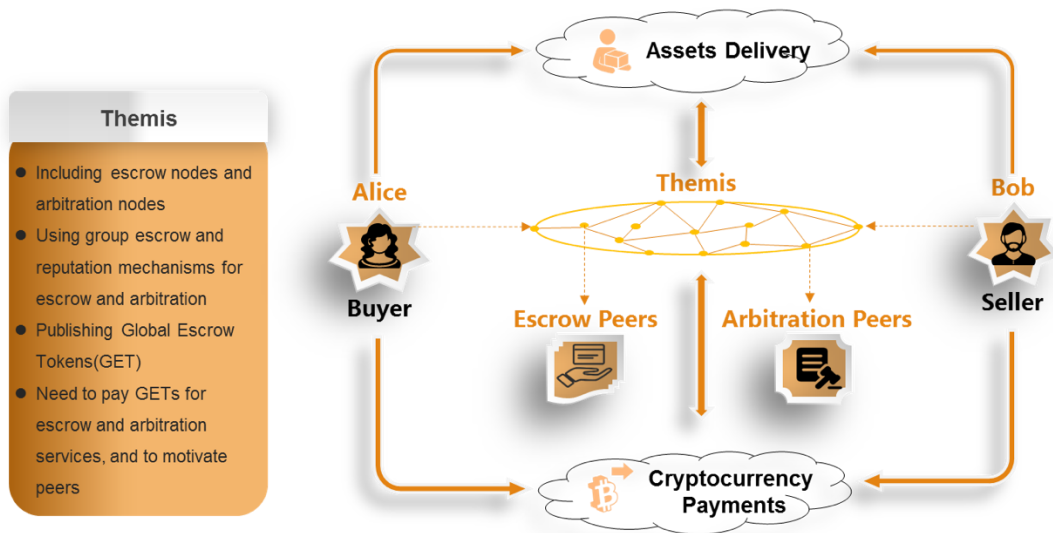 Themis
● Including escrow nodes and
arbitration nodes
● Using group escrow and
reputation mechanisms for
escrow and arbitration
● Publishing Global Escrow
Tokens(GET)
● Need to pay GETs for
escrow and arbitration
services, and to motivate
peers
Assets Delivery
Alice
Themis
Bob
Buyer
Seller
Escrow Peers
Arbitration Peers
Cryptocurrency
Payments